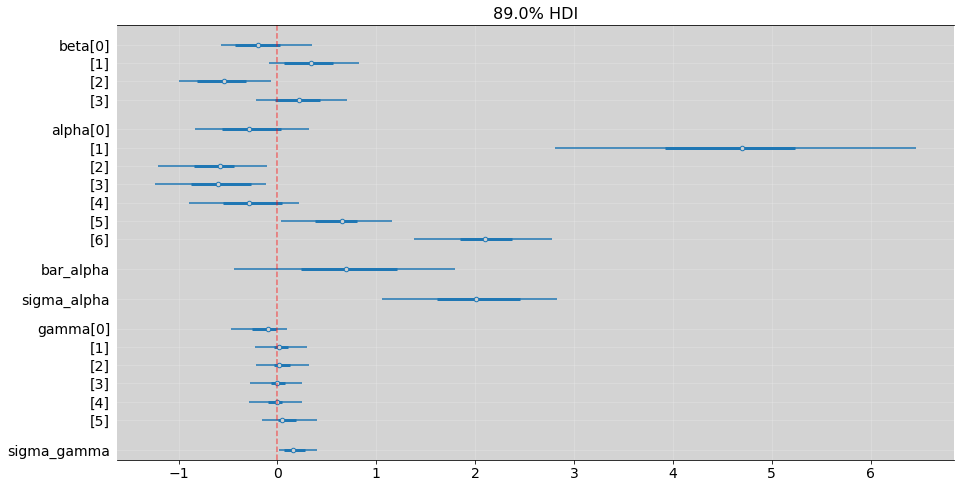 89.0% HDI
beta[0]
[1]
[2]
[3]
alpha[0]
[1]
[2]
[3]
[4]
[5]
[6]
bar_alpha
sigma_alpha
gamma[0]
[1]
[2]
[3]
[4]
[5]
sigma_gamma
−1 0 1 2 3 4 5 6